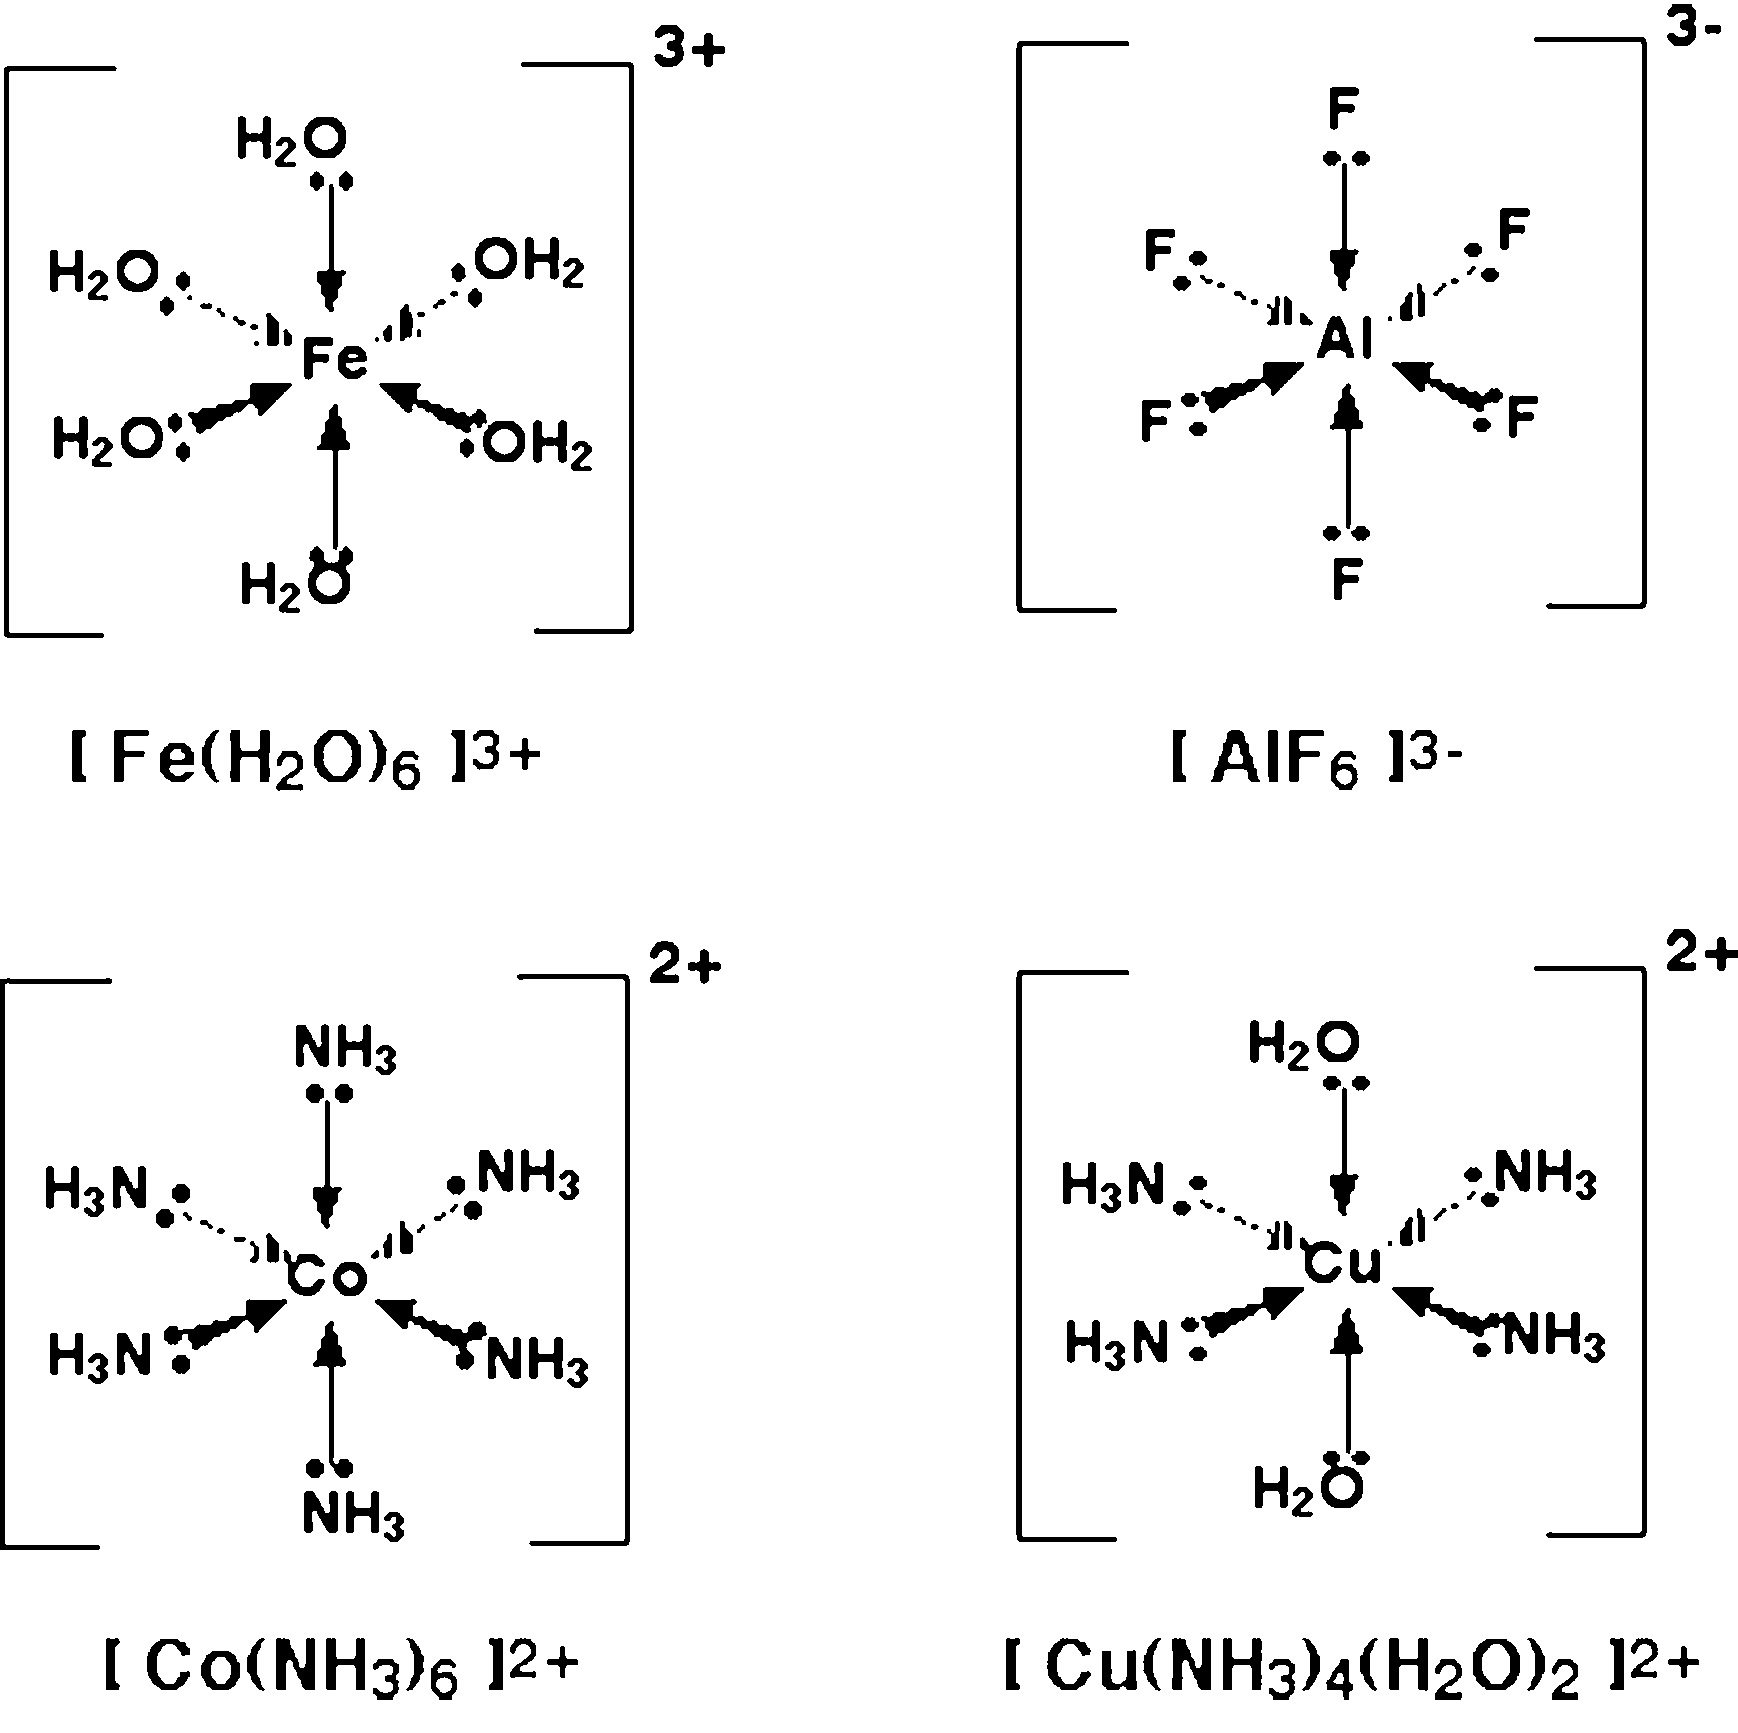 3+
H2O
H2O OH2
Fe
H2O OH2
H2O
[ Fe(H2O)6 ]3+
3-
F
F F
Al
F F
F
[ AlF6 ]3-
2+
NH3
H3N NH3
Co
H3N NH3
NH3
[ Co(NH3)6 ]2+
2+
H2O
H3N NH3
Cu
H3N NH3
H2O
[ Cu(NH3)4(H2O)2 ]2+